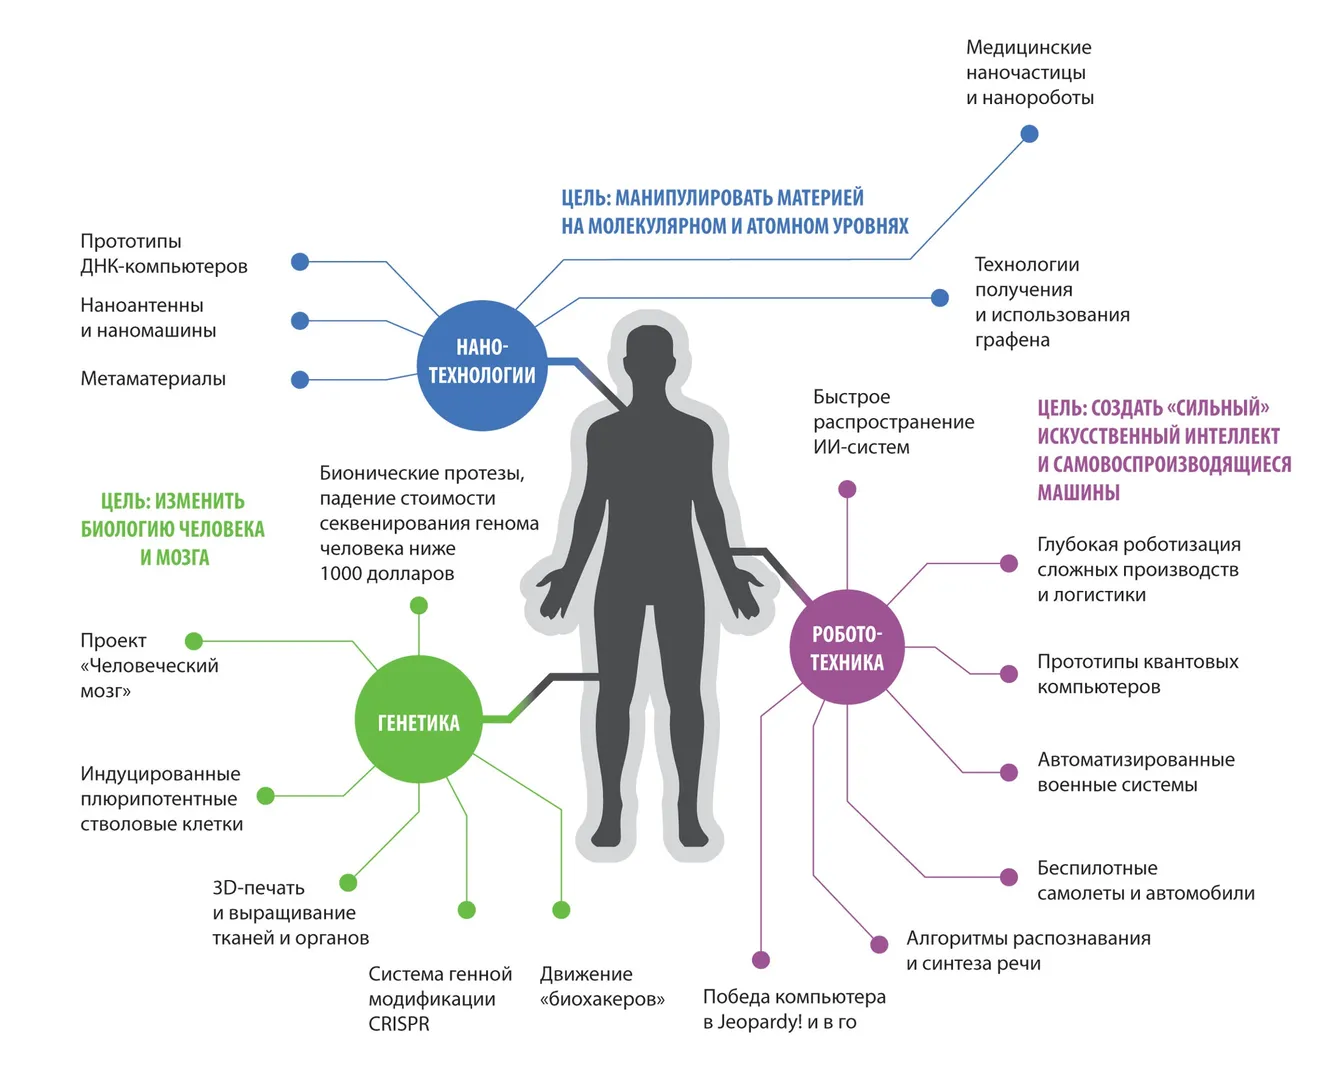 Медицинские
наночастицы
и нанороботы
ЦЕЛЬ: МАНИПУЛИРОВАТЬ МАТЕРИЕЙ
НА МОЛЕКУЛЯРНОМ И АТОМНОМ УРОВНЯХ
Прототипы
ДНК-компьютеров
Наноантенны
и наномашины
Метаматериалы
НАНО-
ТЕХНОЛОГИИ
Технологии
получения
и использования
графена
Быстрое
распространение
ИИ-систем
ЦЕЛЬ: СОЗДАТЬ «СИЛЬНЫЙ»
ИСКУССТВЕННЫЙ ИНТЕЛЛЕКТ
И САМОВОСПРОИЗВОДЯЩИЕСЯ
МАШИНЫ
Бионические протезы,
падение стоимости
секвенирования генома
человека ниже
1000 долларов
ЦЕЛЬ: ИЗМЕНИТЬ
БИОЛОГИЮ ЧЕЛОВЕКА
И МОЗГА
Глубокая роботизация
сложных производств
и логистики
РОБОТО-
ТЕХНИКА
Прототипы квантовых
компьютеров
Проект
«Человеческий
мозг»
ГЕНЕТИКА
Автоматизированные
военные системы
Индуцированные
плюрипотентные
стволовые клетки
Беспилотные
самолеты и автомобили
3D-печать
и выращивание
тканей и органов
Алгоритмы распознавания
и синтеза речи
Система генной
модификации
CRISPR
Движение
«биохакеров»
Победа компьютера
в Jeopardy! и в го